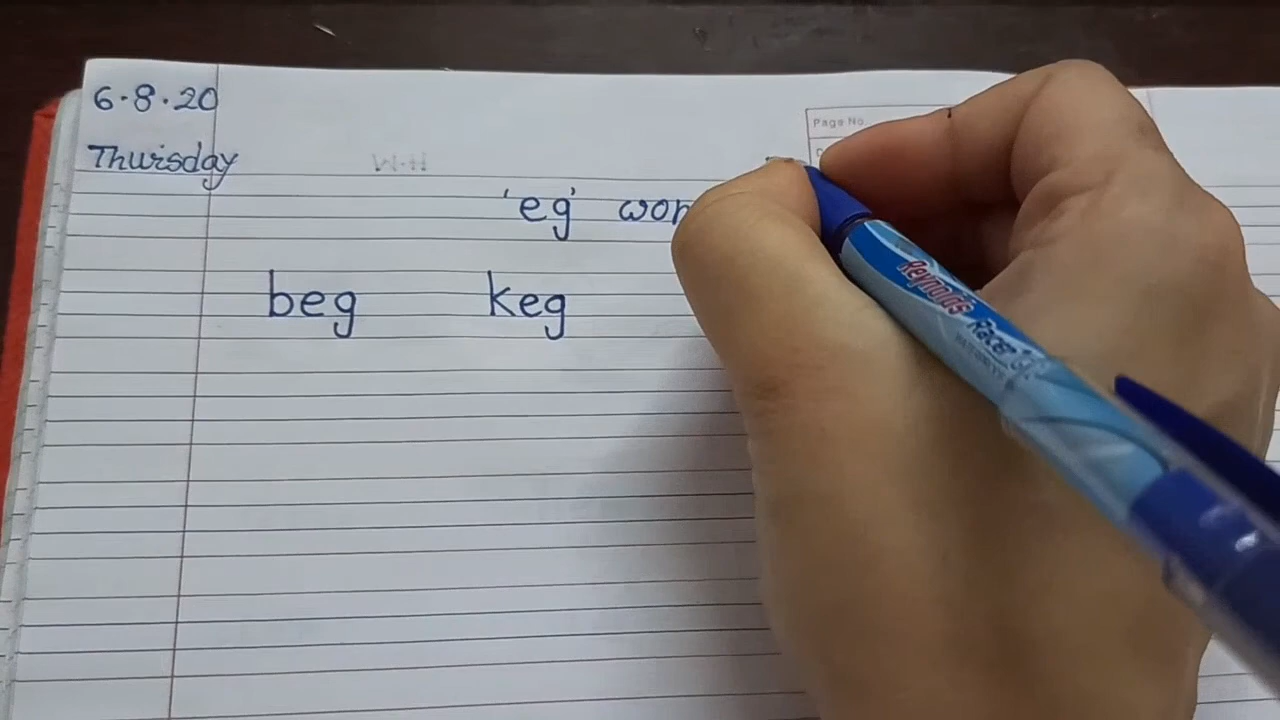 6.8.20
Page No.
Thursday
'eg' wor
beg keg
Reynolds
Racer